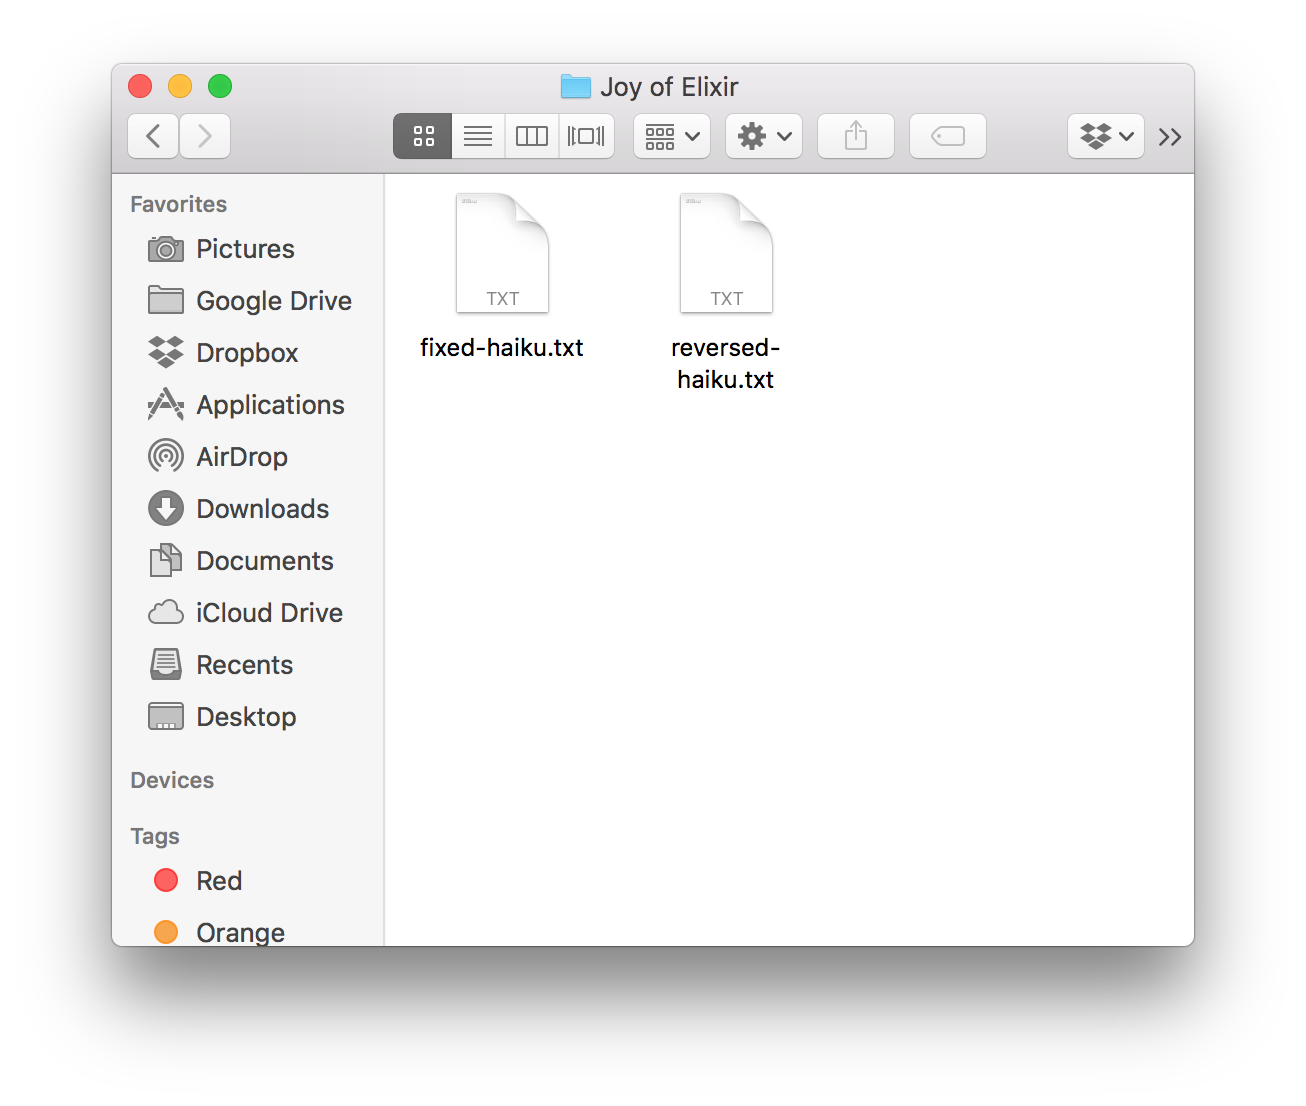 Joy of Elixir
Favorites
Pictures
Google Drive
Dropbox
Applications
AirDrop
Downloads
Documents
iCloud Drive
Recents
Desktop
Devices
Tags
Red
Orange
TXT
fixed-haiku.txt
TXT
reversed-
haiku.txt